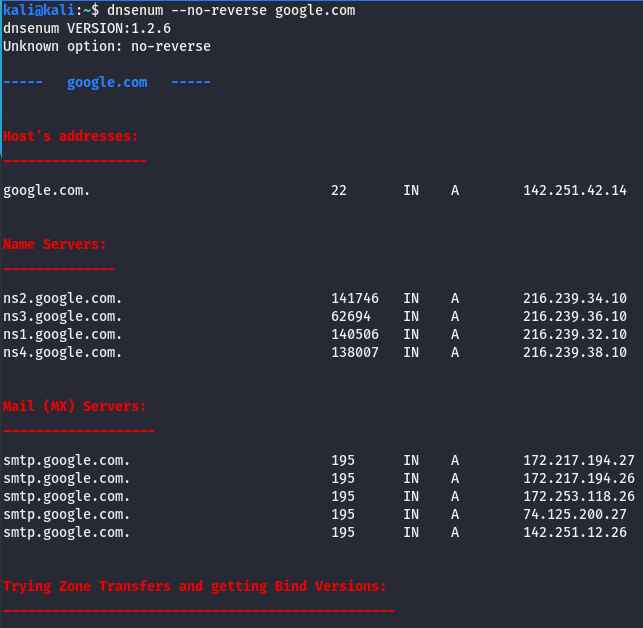 kali@kali:~$ dnsenum --no-reverse google.com
dnsenum VERSION:1.2.6
Unknown option: no-reverse
----- google.com -----
Host's addresses:
__________________
google.com. 22 IN A 142.251.42.14
Name Servers:
______________
ns2.google.com. 141746 IN A 216.239.34.10
ns3.google.com. 62694 IN A 216.239.36.10
ns1.google.com. 140506 IN A 216.239.32.10
ns4.google.com. 138007 IN A 216.239.38.10
Mail (MX) Servers:
___________________
smtp.google.com. 195 IN A 172.217.194.27
smtp.google.com. 195 IN A 172.217.194.26
smtp.google.com. 195 IN A 172.253.118.26
smtp.google.com. 195 IN A 74.125.200.27
smtp.google.com. 195 IN A 142.251.12.26
Trying Zone Transfers and getting Bind Versions:
_________________________________________________